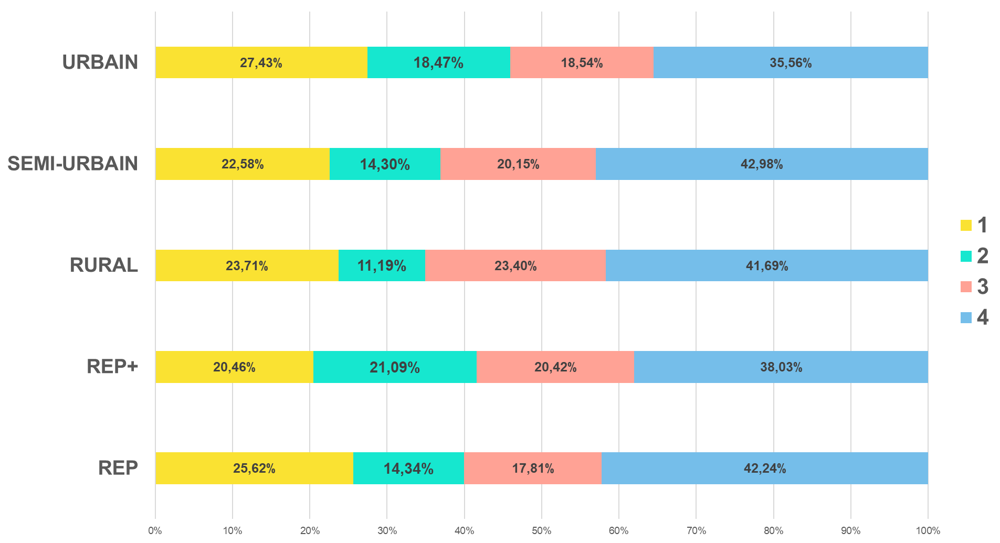 URBAIN
27,43% 18,47% 18,54% 35,56%
SEMI-URBAIN
22,58% 14,30% 20,15% 42,98%
RURAL
23,71% 11,19% 23,40% 41,69%
REP+
20,46% 21,09% 20,42% 38,03%
REP
25,62% 14,34% 17,81% 42,24%
0% 10% 20% 30% 40% 50% 60% 70% 80% 90% 100%
1
2
3
4